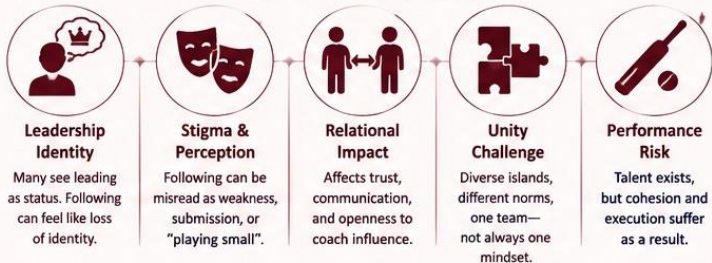 Leadership
Identity
Many see leading
as status. Following
can feel like loss
of identity.
Stigma &
Perception
Following can be
misread as weakness,
submission, or
“playing small”.
Relational
Impact
Affects trust,
communication,
and openness to
coach influence.
Unity
Challenge
Diverse islands,
different norms,
one team—
not always one
mindset.
Performance
Risk
Talent exists,
but cohesion and
execution suffer
as a result.